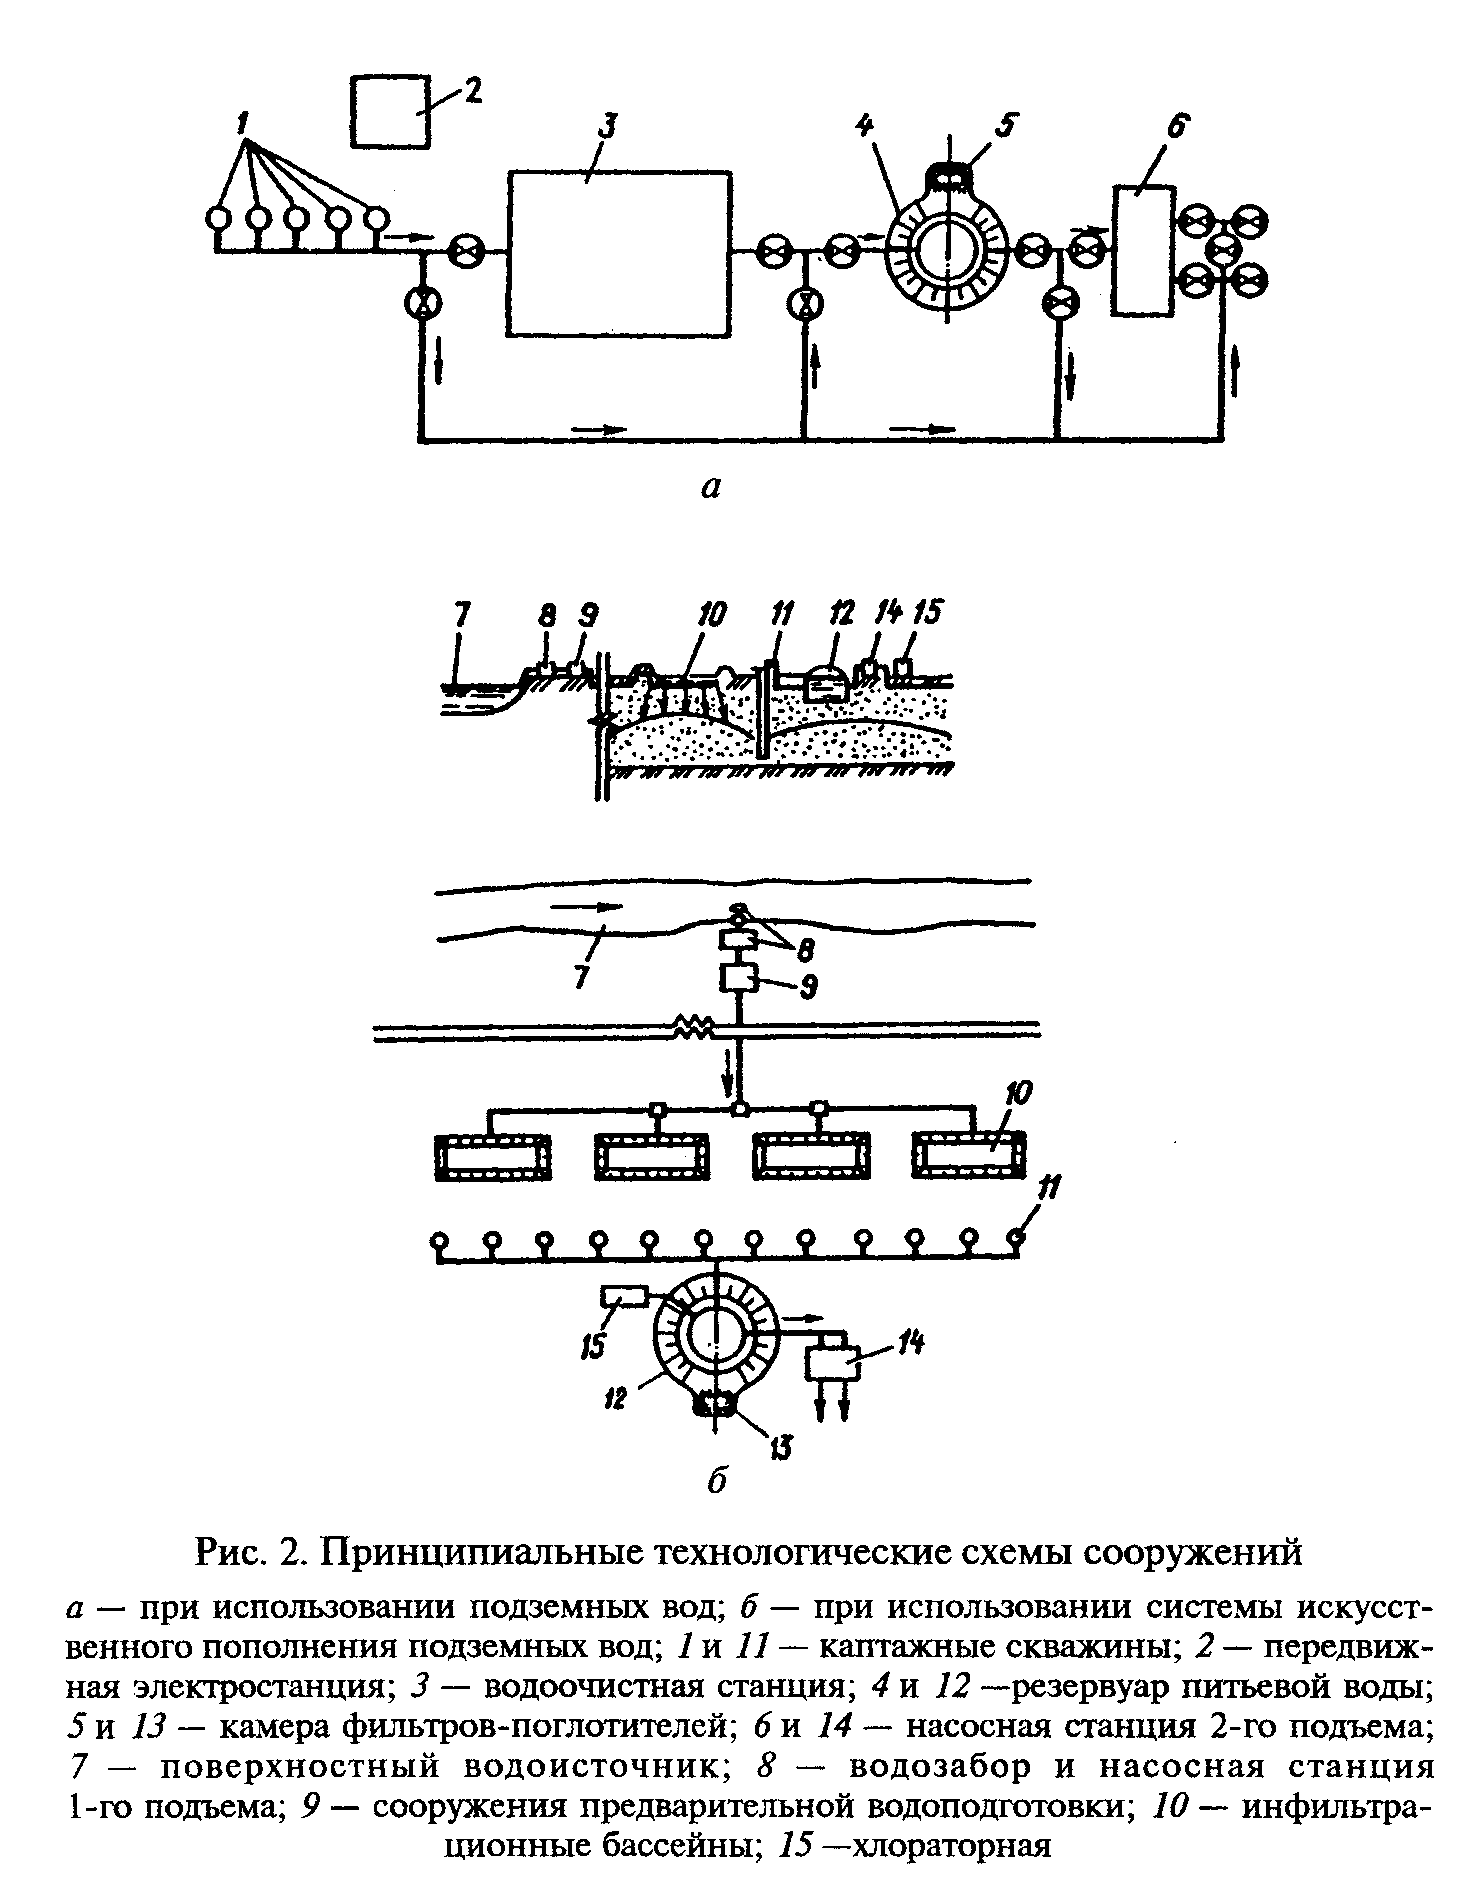 2
1
3
4
5
6
а
7
8
9
10
11
12
14
15
8
7
9
10
11
15
14
12
13
б
Рис. 2. Принципиальные технологические схемы сооружений
а — при использовании подземных вод; б — при использовании системы искусст-
венного пополнения подземных вод; 1 и 11 — каптажные скважины; 2 — передвиж-
ная электростанция; 3 — водоочистная станция; 4 и 12 —резервуар питьевой воды;
5 и 13 — камера фильтров-поглотителей; 6 и 14 — насосная станция 2-го подъема;
7 — поверхностный водоисточник; 8 — водозабор и насосная станция
1-го подъема; 9 — сооружения предварительной водоподготовки; 10 — инфильтра-
ционные бассейны; 15 —хлораторная